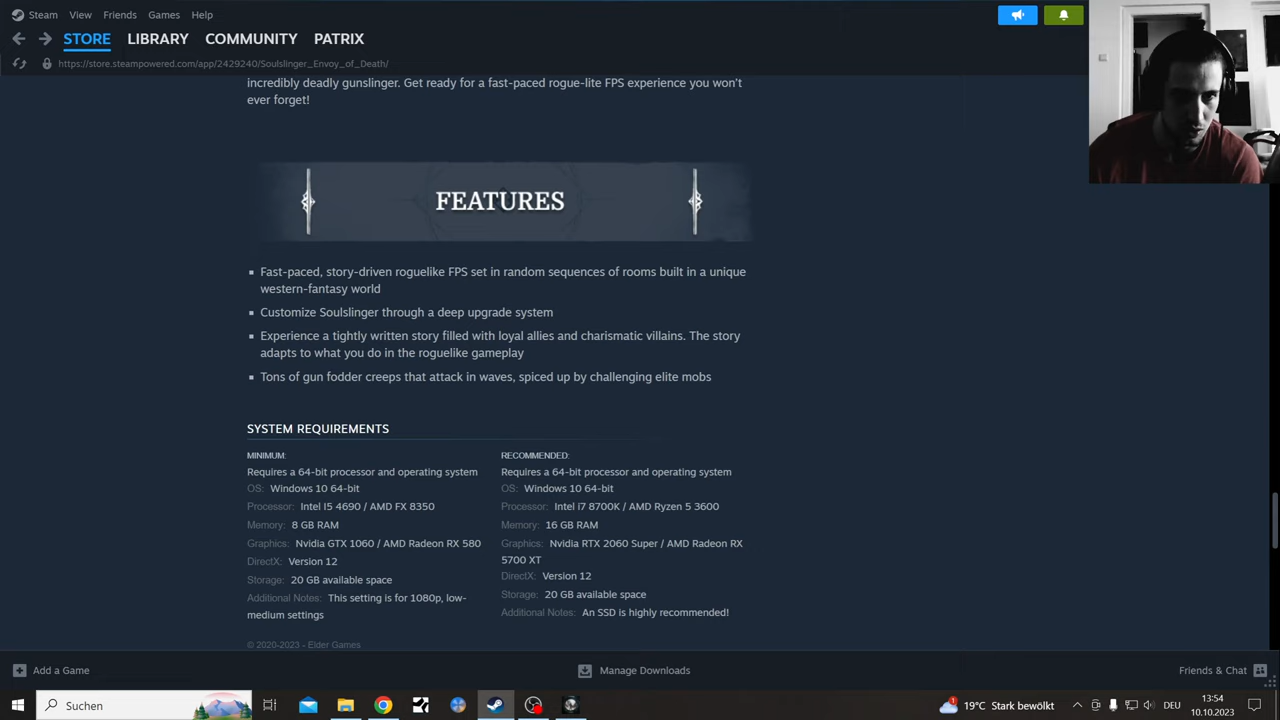 Steam View Friends Games Help
STORE LIBRARY COMMUNITY PATRIX
https://store.steampowered.com/app/2429240/Soulslinger_Envoy_of_Death/
incredibly deadly gunslinger. Get ready for a fast-paced rogue-lite FPS experience you won't
ever forget!
FEATURES
Fast-paced, story-driven roguelike FPS set in random sequences of rooms built in a unique
western-fantasy world
Customize Soulslinger through a deep upgrade system
Experience a tightly written story filled with loyal allies and charismatic villains. The story
adapts to what you do in the roguelike gameplay
Tons of gun fodder creeps that attack in waves, spiced up by challenging elite mobs
SYSTEM REQUIREMENTS
MINIMUM:
Requires a 64-bit processor and operating system
OS: Windows 10 64-bit
Processor: Intel I5 4690 / AMD FX 8350
Memory: 8 GB RAM
Graphics: Nvidia GTX 1060 / AMD Radeon RX 580
DirectX: Version 12
Storage: 20 GB available space
Additional Notes: This setting is for 1080p, low-
medium settings
RECOMMENDED:
Requires a 64-bit processor and operating system
OS: Windows 10 64-bit
Processor: Intel i7 8700K / AMD Ryzen 5 3600
Memory: 16 GB RAM
Graphics: Nvidia RTX 2060 Super / AMD Radeon RX
5700 XT
DirectX: Version 12
Storage: 20 GB available space
Additional Notes: An SSD is highly recommended!
© 2020-2023 - Elder Games
Add a Game Manage Downloads Friends & Chat
Suchen 1 19°C Stark bewölkt DEU 13:54
10.10.2023